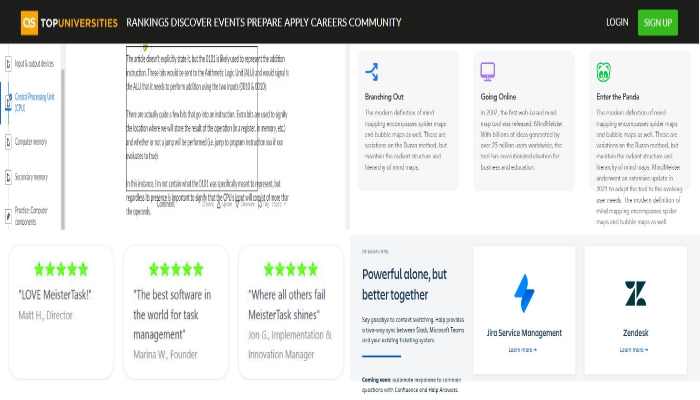 QS TOPUNIVERSITIES RANKINGS DISCOVER EVENTS PREPARE APPLY CAREERS COMMUNITY LOGIN SIGN UP
Input & output devices
Central Processing Unit
(CPU)
Computer memory
Secondary memory
Practice: Computer
components
The article doesn't explicitly state it, but the 0101 is likely used to represent the addition
instruction. These bits would be sent to the Arithmetic Logic Unit (ALU) and would signal to
the ALU that it needs to perform addition using the two inputs (0010 & 0010).
There are actually quite a few bits that go into an instruction. Extra bits are used to signify
the location where we will store the result of the operation (in a register, in memory, etc.)
and whether or not a jump will be performed (i.e. jump to program instruction
evaluates to true).
In this instance, I'm not certain what the 0101 was specifically meant to represent, but
regardless its presence is important to signify that the CPU's input will consist of more than
the operands.
Comment
Branching Out
The modern definition of mind
mapping encompasses spider maps
and bubble maps as well. These are
variations on the Buzan method, but
maintain the radiant structure and
hierarchy of mind maps.
Going Online
In 2007, the first web-based mind
map tool was released: MindMeister.
With billions of ideas generated by
over 25 million users worldwide, the
tool has revolutionized ideation for
business and education.
Enter the Panda
The modern definition of mind
mapping encompasses spider maps
and bubble maps as well. These are
variations on the Buzan method, but
maintain the radiant structure and
hierarchy of mind maps. MindMeister
underwent an extensive update in
2021 to adapt the tool to the evolving
user needs. The modern definition of
mind mapping encompasses spider
maps and bubble maps as well.
"LOVE MeisterTask!"
Matt H., Director
"The best software in
the world for task
management"
Marina W., Founder
"Where all others fail
MeisterTask shines"
Jon G., Implementation &
Innovation Manager
Powerful alone, but
better together
Say goodbye to context switching. Halp provides
a two-way sync between Slack, Microsoft Teams
and your existing ticketing system.
Coming soon: automate responses to common
questions with Confluence and Halp Answers.
Jira Service Management
Learn more →
Zendesk
Learn more →